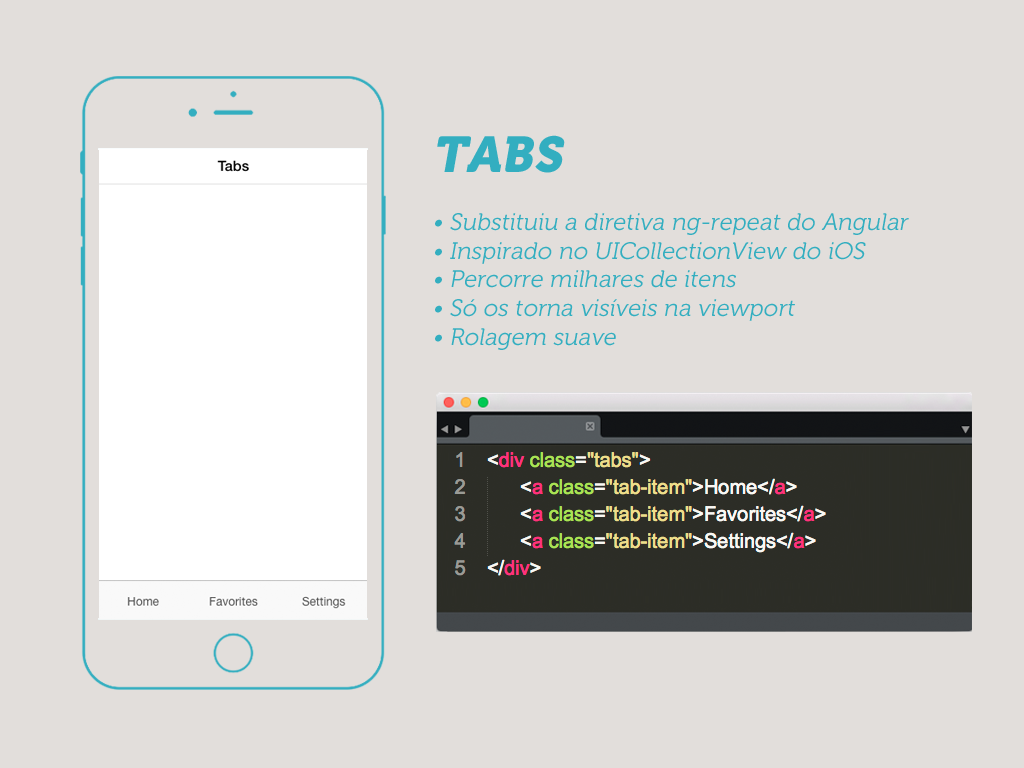 Tabs
Home Favorites Settings
TABS
• Substituiu a diretiva ng-repeat do Angular
• Inspirado no UICollectionView do iOS
• Percorre milhares de itens
• Só os torna visíveis na viewport
• Rolagem suave
1 <div class="tabs">
2 <a class="tab-item">Home</a>
3 <a class="tab-item">Favorites</a>
4 <a class="tab-item">Settings</a>
5 </div>